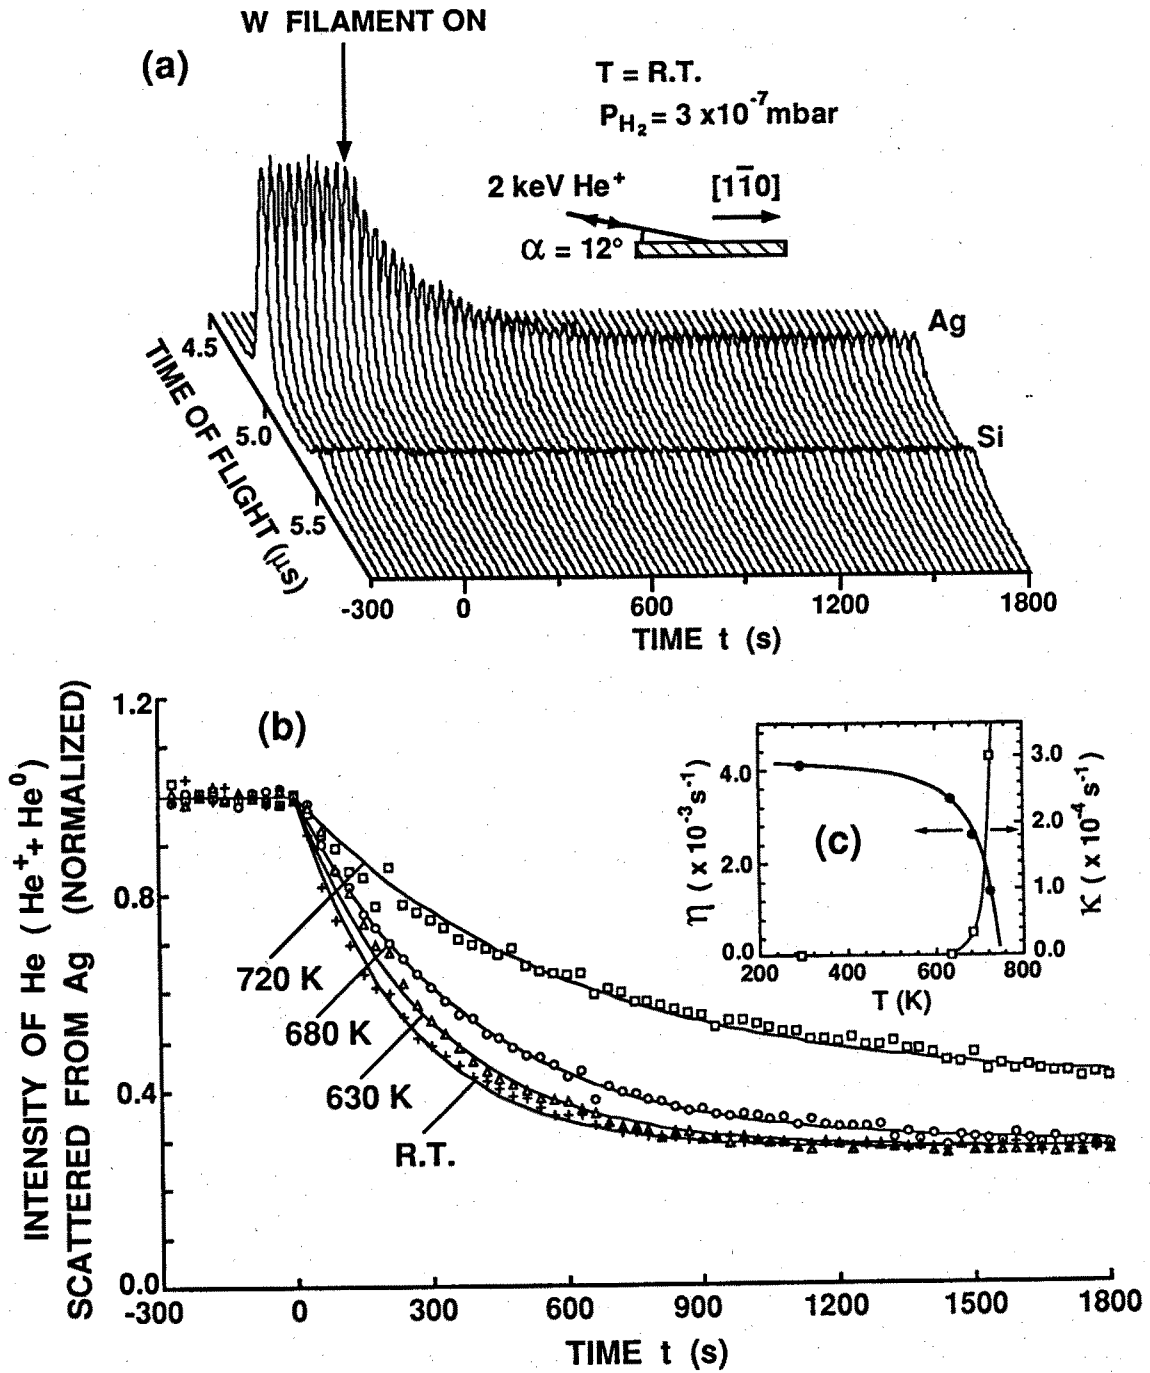 W FILAMENT ON
(a)
T = R.T.
P_H₂ = 3 x10⁻⁷ mbar
2 keV He⁺
[11̅0]
α = 12°
Ag
Si
4.5
5.0
5.5
TIME OF FLIGHT (μs)
-300
0
600
1200
1800
TIME t (s)
INTENSITY OF He ( He⁺+ He⁰ )
SCATTERED FROM Ag (NORMALIZED)
1.2
0.8
0.4
0.0
(b)
720 K
680 K
630 K
R.T.
(c)
η ( x 10⁻³ s⁻¹)
4.0
2.0
0.0
κ ( x 10⁻⁴ s⁻¹)
3.0
2.0
1.0
0.0
200
400
600
800
T (K)
-300
0
300
600
900
1200
1500
1800
TIME t (s)